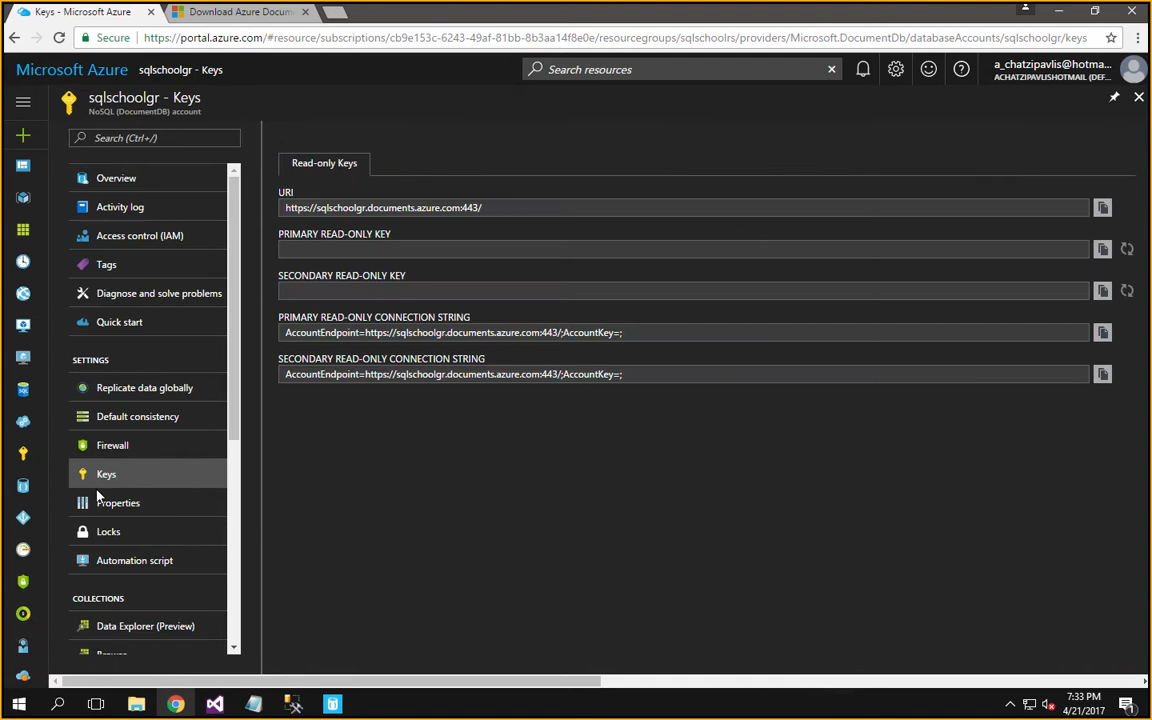 Keys - Microsoft Azure
Download Azure Docum
Secure
https://portal.azure.com/#resource/subscriptions/cb9e153c-6243-49af-81bb-8b3aa14f8e0e/resourcegroups/sqlschoolrs/providers/Microsoft.DocumentDb/databaseAccounts/sqlschoolgr/keys
Microsoft Azure
sqlschoolgr - Keys
Search resources
a_chatzipavlis@hotma...
ACHATZIPAVLISHOTMAIL (DEF...
sqlschoolgr - Keys
NoSQL (DocumentDB) account
Search (Ctrl+/)
Overview
Activity log
Access control (IAM)
Tags
Diagnose and solve problems
Quick start
SETTINGS
Replicate data globally
Default consistency
Firewall
Keys
Properties
Locks
Automation script
COLLECTIONS
Data Explorer (Preview)
Read-only Keys
URI
https://sqlschoolgr.documents.azure.com:443/
PRIMARY READ-ONLY KEY
SECONDARY READ-ONLY KEY
PRIMARY READ-ONLY CONNECTION STRING
AccountEndpoint=https://sqlschoolgr.documents.azure.com:443/;AccountKey=;
SECONDARY READ-ONLY CONNECTION STRING
AccountEndpoint=https://sqlschoolgr.documents.azure.com:443/;AccountKey=;
7:33 PM
4/21/2017